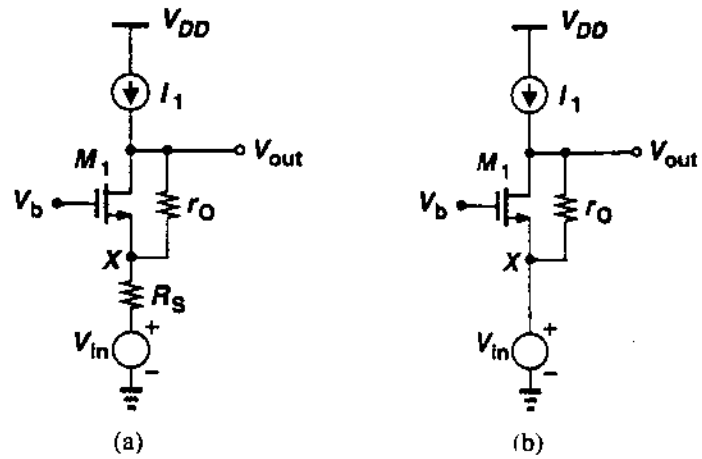 V_DD
I_1
M_1
V_out
V_b
r_O
X
R_S
V_in
+
−
(a)
V_DD
I_1
M_1
V_out
V_b
r_O
X
V_in
+
−
(b)